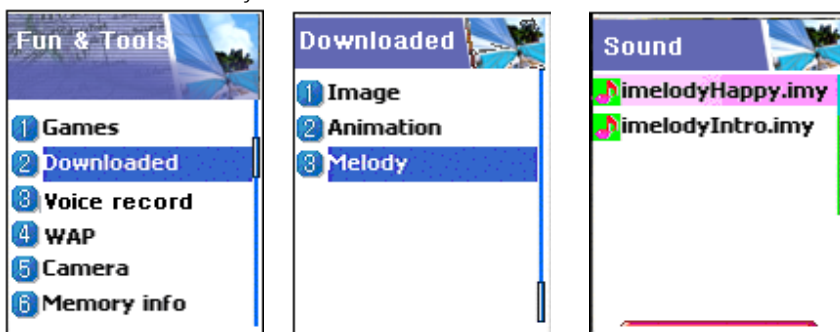 Fun & Tools
1 Games
2 Downloaded
3 Voice record
4 WAP
5 Camera
6 Memory info
Downloaded
1 Image
2 Animation
3 Melody
Sound
imelodyHappy.imy
imelodyIntro.imy